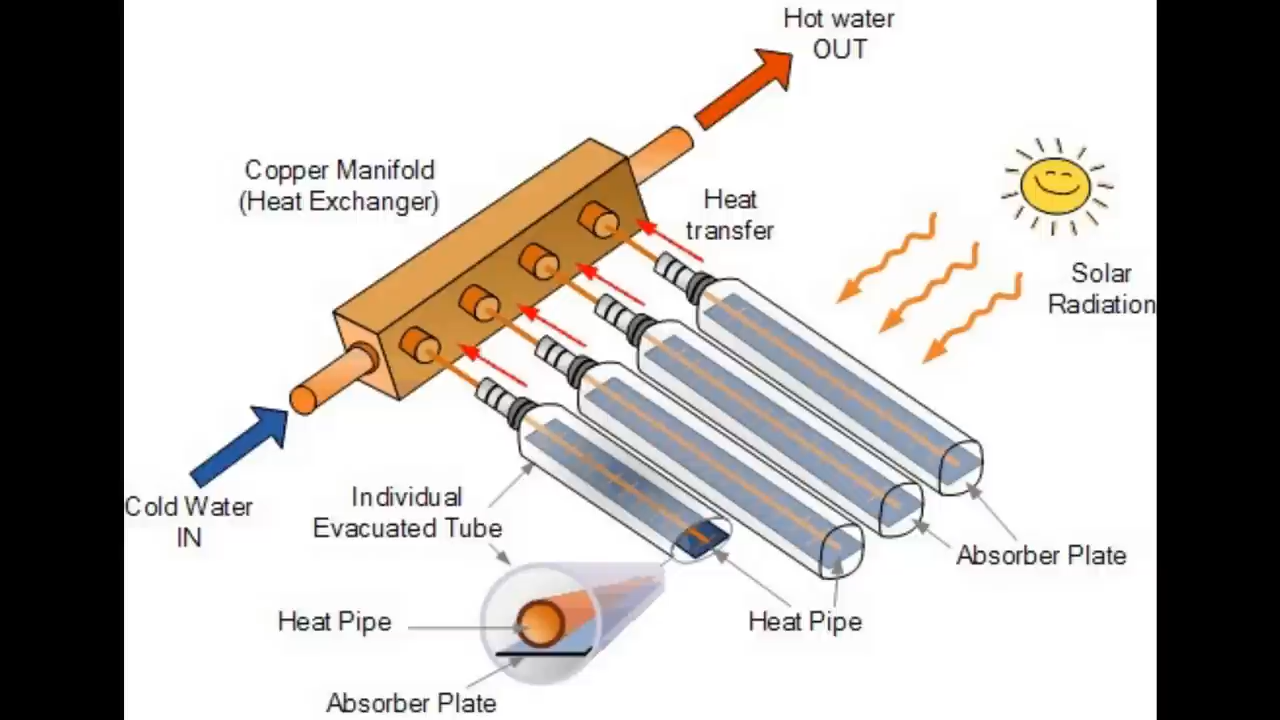 Hot water
OUT
Copper Manifold
(Heat Exchanger)
Heat
transfer
Solar
Radiation
Cold Water
IN
Individual
Evacuated Tube
Absorber Plate
Heat Pipe
Heat Pipe
Absorber Plate